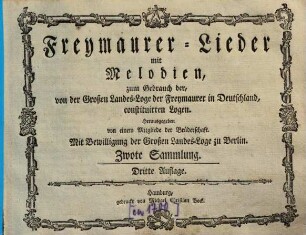 Freymaurer-Lieder
mit
Melodien,
zum Gebrauch der,
von der Großen Landes-Loge der Freymaurer in Deutschland,
constituirten Logen.
Herausgegeben
von einem Mitgliede der Brüderschaft.
Mit Bewilligung der Großen Landes-Loge zu Berlin.
Zwote Sammlung.
Dritte Auflage.
Hamburg,
gedruckt von Michael Christian Bock.